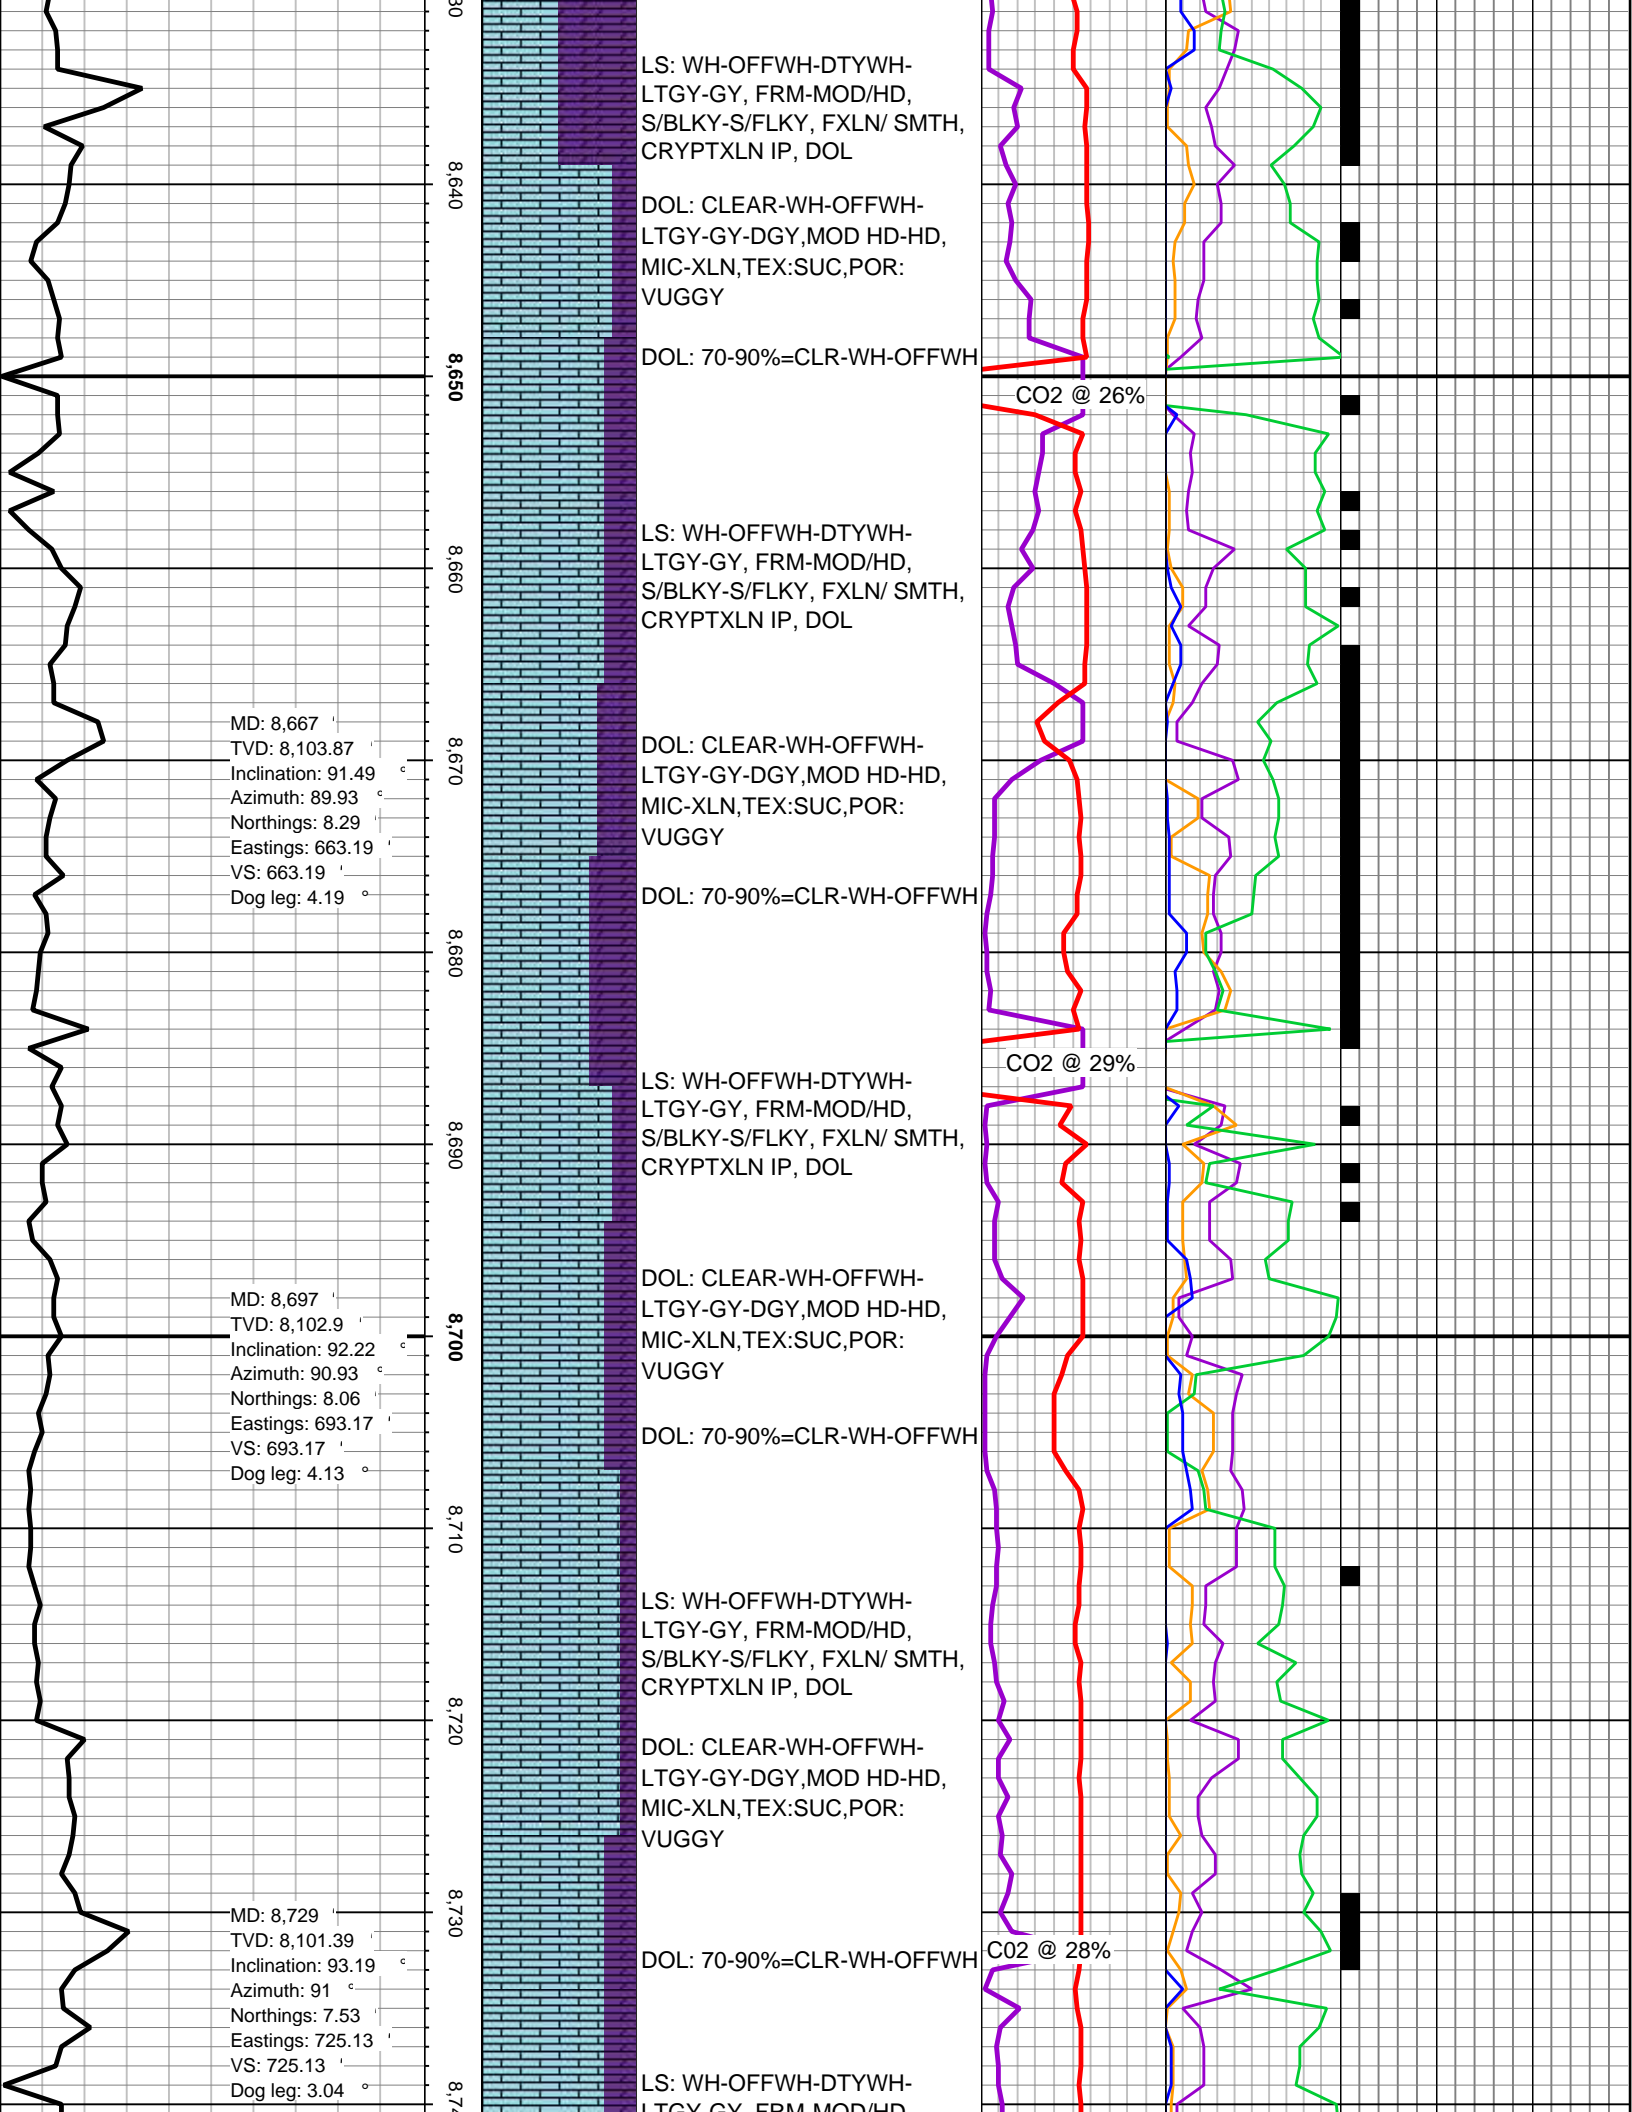 30
LS: WH-OFFWH-DTYWH-
LTGY-GY, FRM-MOD/HD,
S/BLKY-S/FLKY, FXLN/ SMTH,
CRYPTXLN IP, DOL
8,640
DOL: CLEAR-WH-OFFWH-
LTGY-GY-DGY,MOD HD-HD,
MIC-XLN,TEX:SUC,POR:
VUGGY
DOL: 70-90%=CLR-WH-OFFWH
8,650
CO2 @ 26%
LS: WH-OFFWH-DTYWH-
LTGY-GY, FRM-MOD/HD,
S/BLKY-S/FLKY, FXLN/ SMTH,
CRYPTXLN IP, DOL
8,660
MD: 8,667 '
TVD: 8,103.87 '
Inclination: 91.49 °
Azimuth: 89.93 °
Northings: 8.29 '
Eastings: 663.19 '
VS: 663.19 '
Dog leg: 4.19 °
8,670
DOL: CLEAR-WH-OFFWH-
LTGY-GY-DGY,MOD HD-HD,
MIC-XLN,TEX:SUC,POR:
VUGGY
DOL: 70-90%=CLR-WH-OFFWH
8,680
CO2 @ 29%
LS: WH-OFFWH-DTYWH-
LTGY-GY, FRM-MOD/HD,
S/BLKY-S/FLKY, FXLN/ SMTH,
CRYPTXLN IP, DOL
8,690
MD: 8,697 '
TVD: 8,102.9 '
Inclination: 92.22 °
Azimuth: 90.93 °
Northings: 8.06 '
Eastings: 693.17 '
VS: 693.17 '
Dog leg: 4.13 °
8,700
DOL: CLEAR-WH-OFFWH-
LTGY-GY-DGY,MOD HD-HD,
MIC-XLN,TEX:SUC,POR:
VUGGY
DOL: 70-90%=CLR-WH-OFFWH
8,710
LS: WH-OFFWH-DTYWH-
LTGY-GY, FRM-MOD/HD,
S/BLKY-S/FLKY, FXLN/ SMTH,
CRYPTXLN IP, DOL
8,720
DOL: CLEAR-WH-OFFWH-
LTGY-GY-DGY,MOD HD-HD,
MIC-XLN,TEX:SUC,POR:
VUGGY
MD: 8,729 '
TVD: 8,101.39 '
Inclination: 93.19 °
Azimuth: 91 °
Northings: 7.53 '
Eastings: 725.13 '
VS: 725.13 '
Dog leg: 3.04 °
8,730
DOL: 70-90%=CLR-WH-OFFWH
C02 @ 28%
LS: WH-OFFWH-DTYWH-
LTGY-GY, FRM-MOD/HD,
8,74